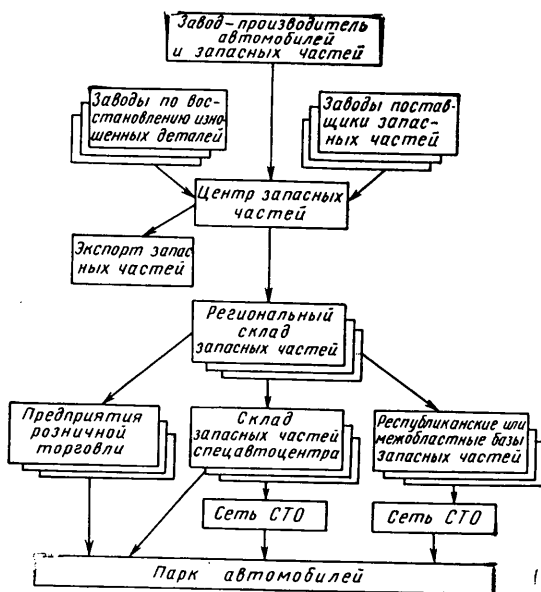 Завод-производитель
автомобилей
и запасных частей
Заводы по вос-
становлению изно-
шенных деталей
Заводы постав-
щики запас-
ных частей
Центр запасных
частей
Экспорт запас
ных частей
Региональный
склад
запасных частей
Предприятия
розничной
торговли
Склад
запасных частей
спецавтоцентра
Республиканские или
межобластные базы
запасных частей
Сеть СТО
Сеть СТО
Парк автомобилей